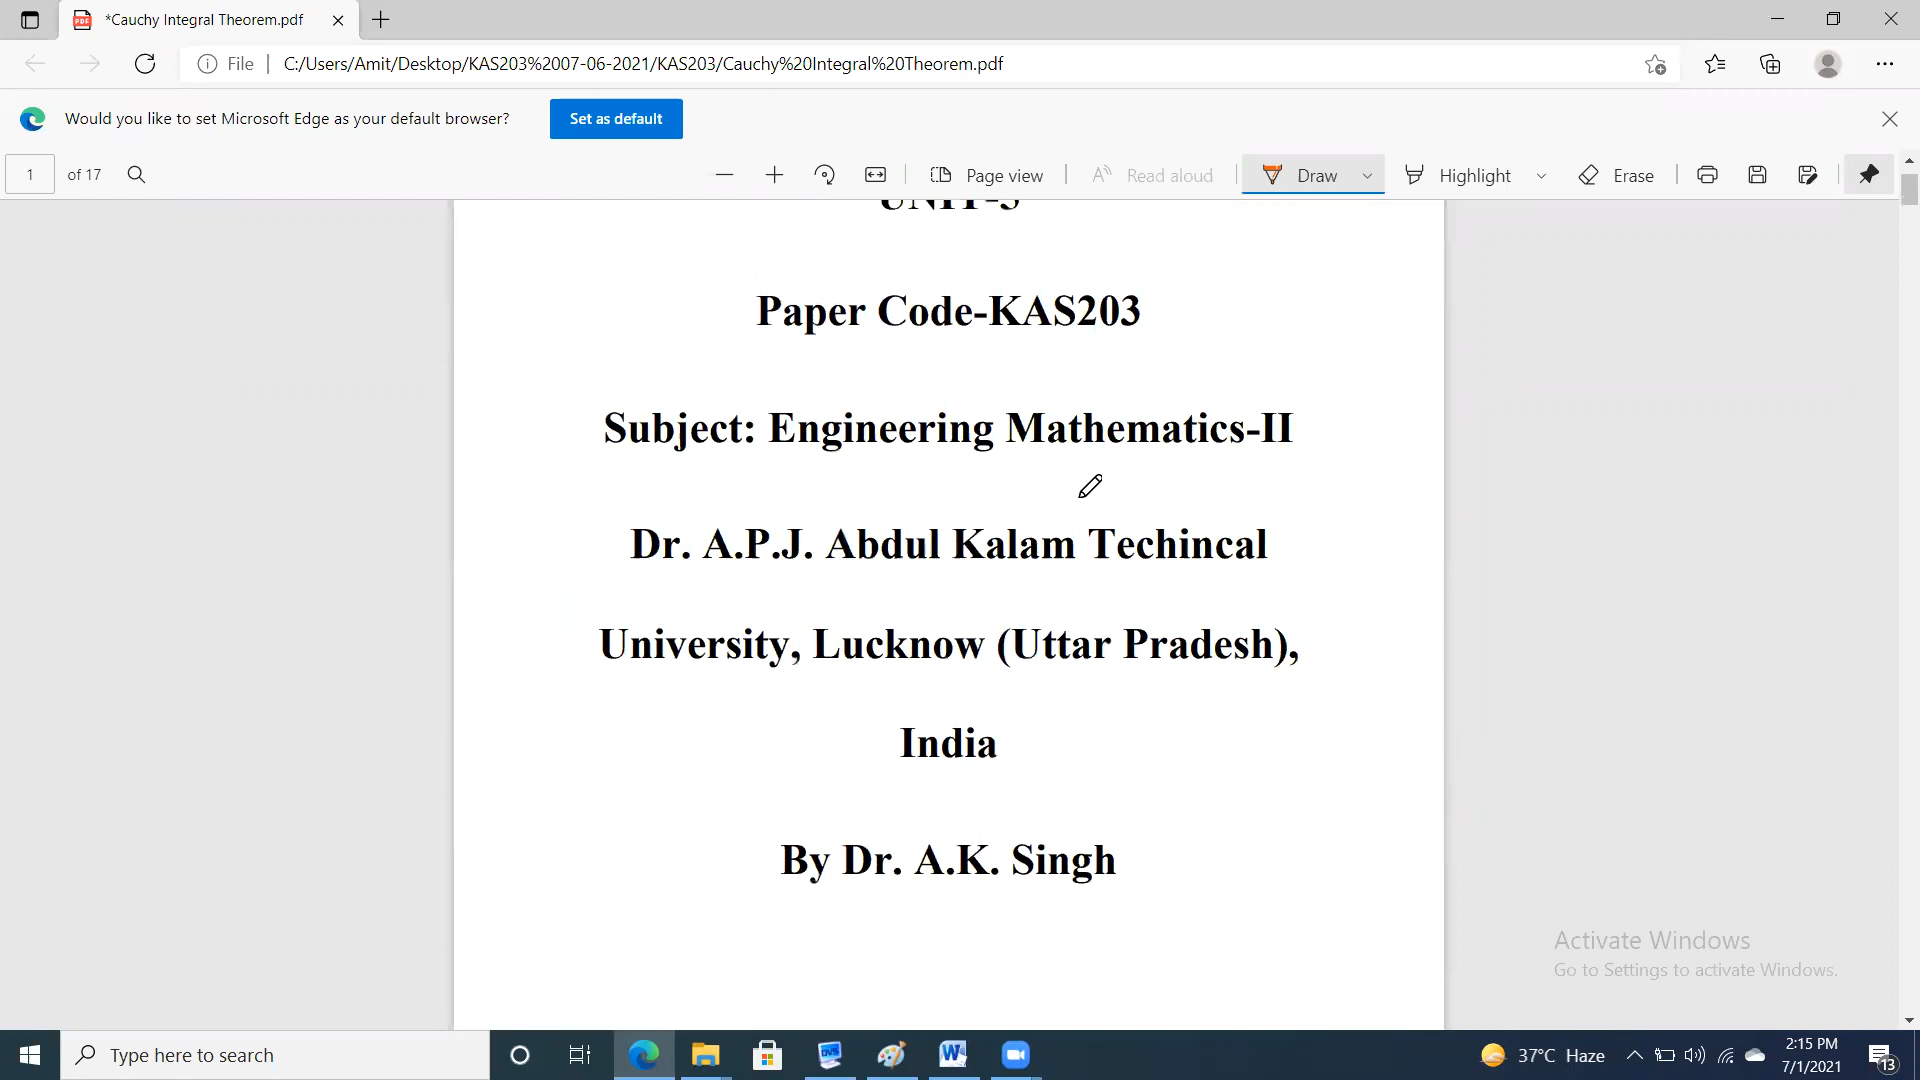 *Cauchy Integral Theorem.pdf
File
C:/Users/Amit/Desktop/KAS203%2007-06-2021/KAS203/Cauchy%20Integral%20Theorem.pdf
Would you like to set Microsoft Edge as your default browser?
Set as default
1 of 17
Page view
Read aloud
Draw
Highlight
Erase
Paper Code-KAS203
Subject: Engineering Mathematics-II
Dr. A.P.J. Abdul Kalam Techincal
University, Lucknow (Uttar Pradesh),
India
By Dr. A.K. Singh
Activate Windows
Go to Settings to activate Windows.
Type here to search
37°C Haze
2:15 PM
7/1/2021
13